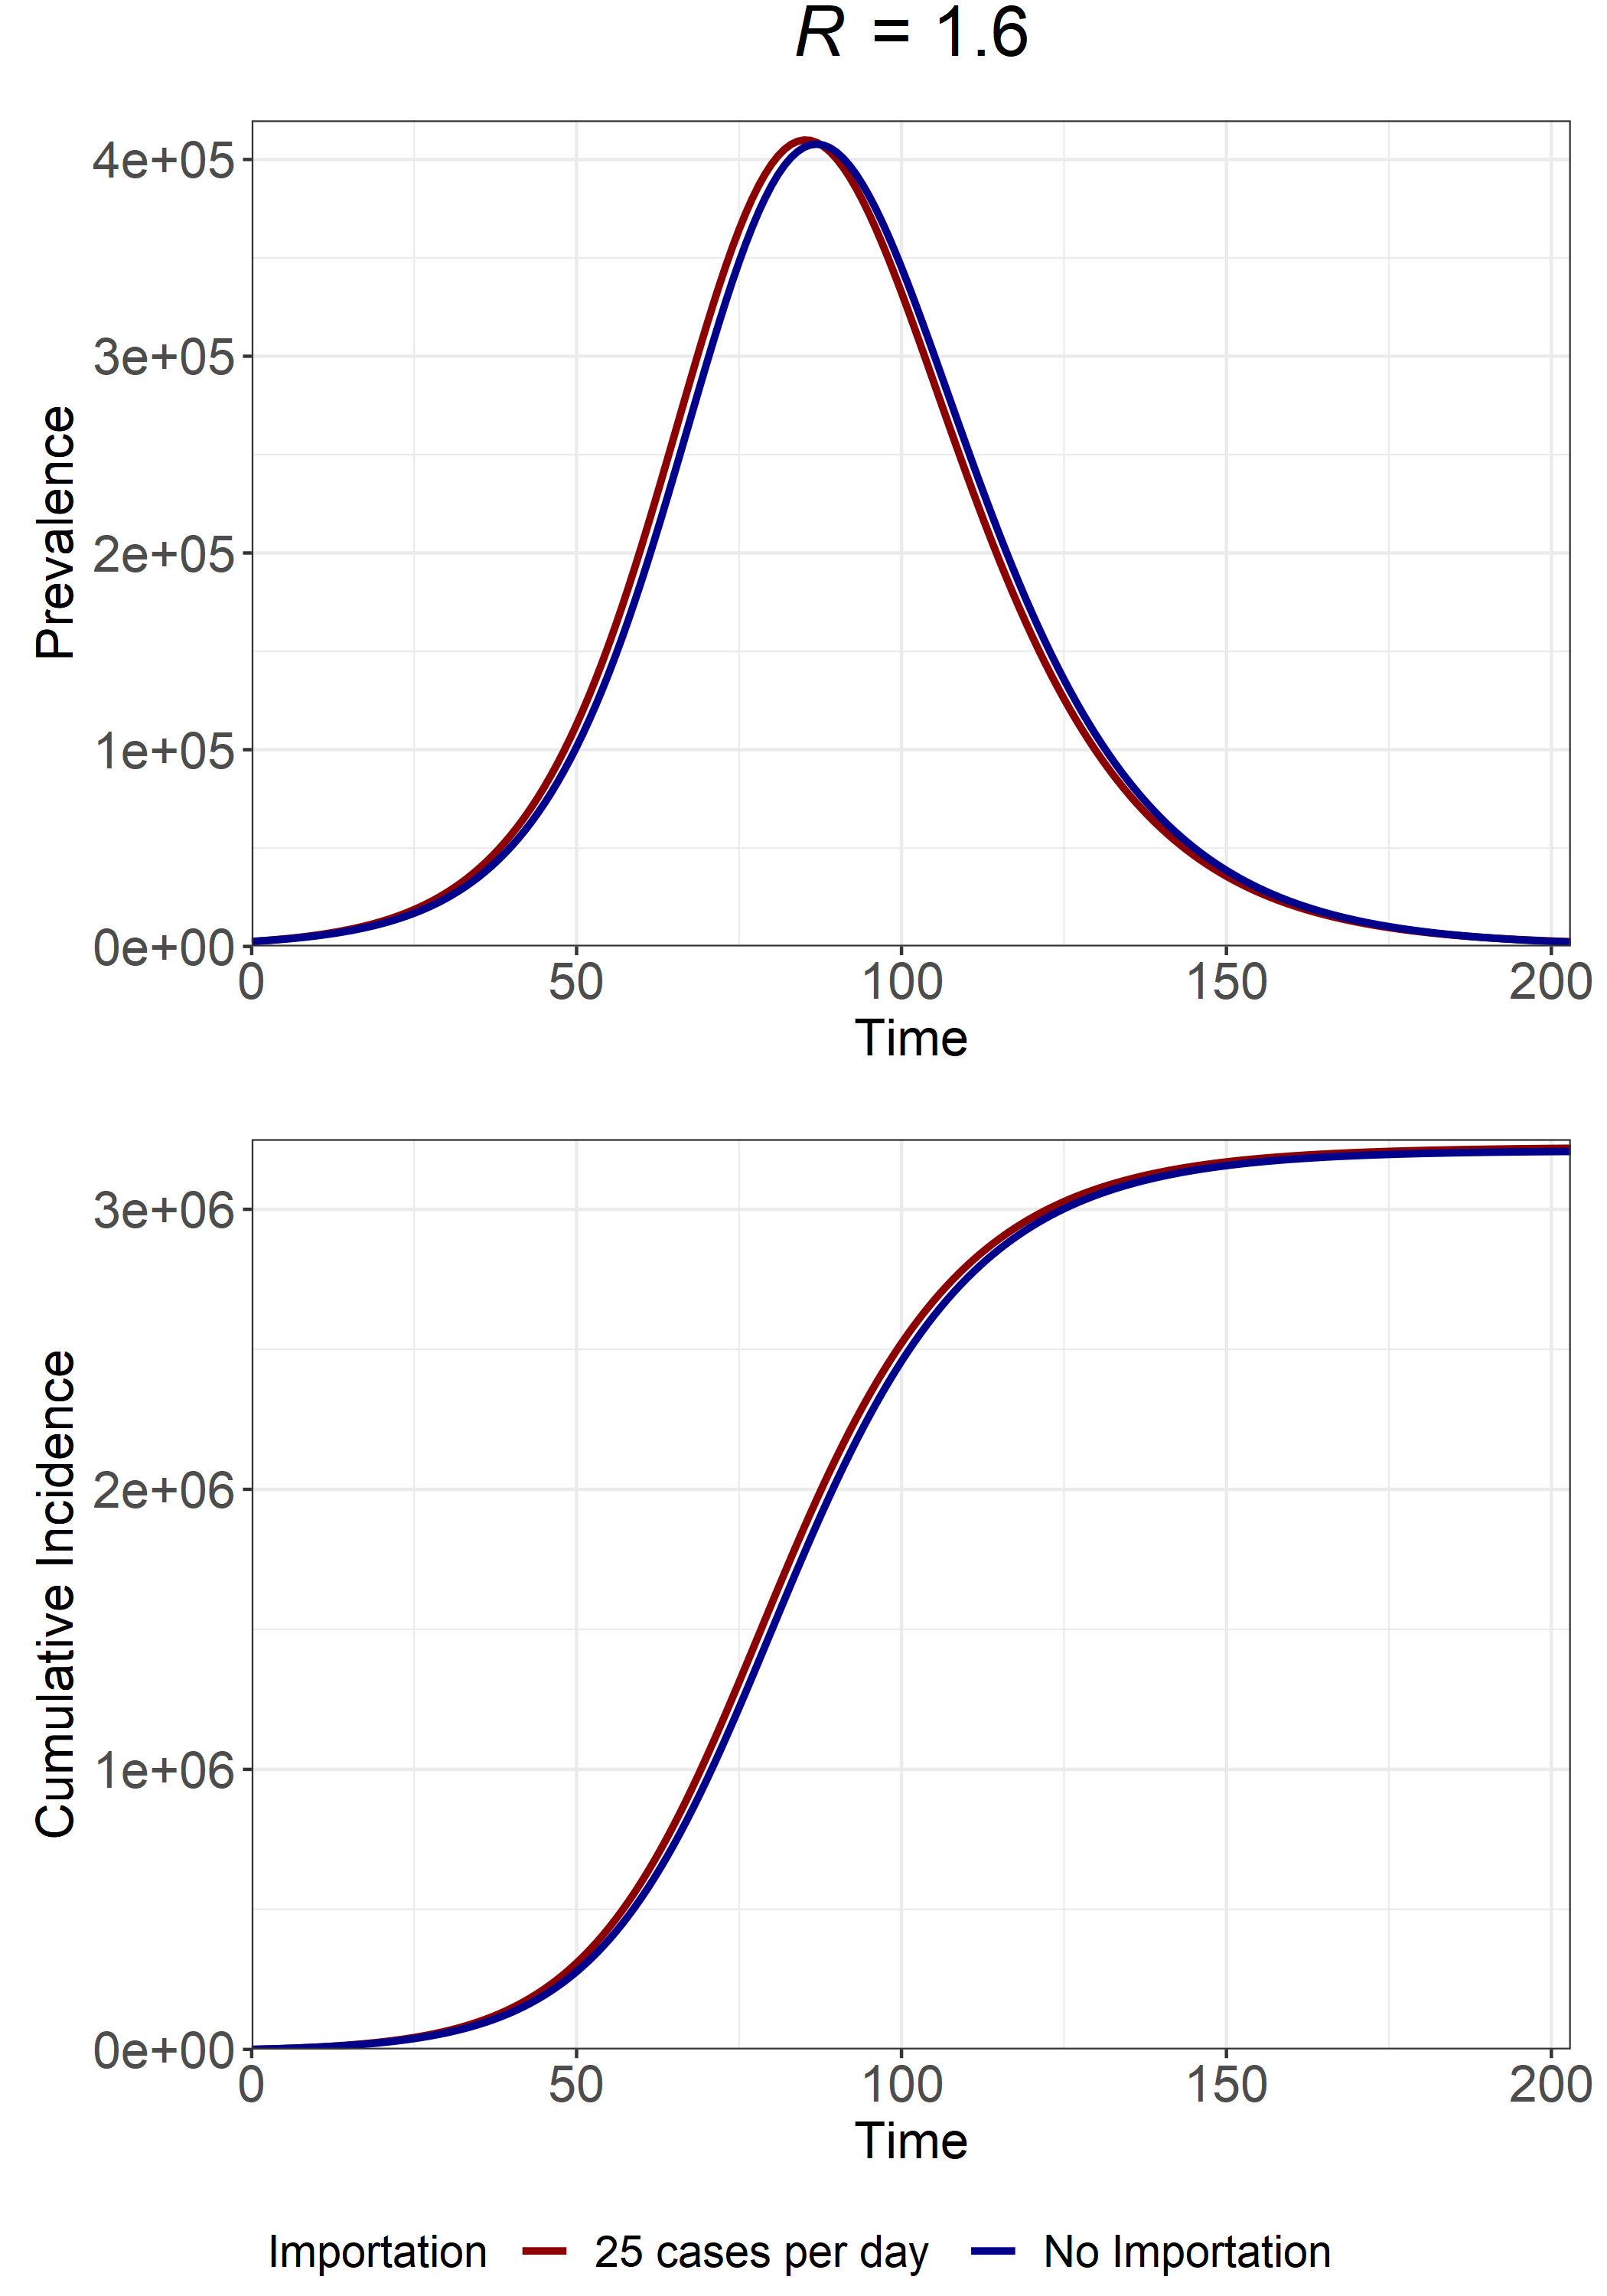 R = 1.6
4e+05
3e+05
2e+05
1e+05
0e+00
Prevalence
0 50 100 150 200
Time
3e+06
2e+06
1e+06
0e+00
Cumulative Incidence
0 50 100 150 200
Time
Importation 25 cases per day No Importation